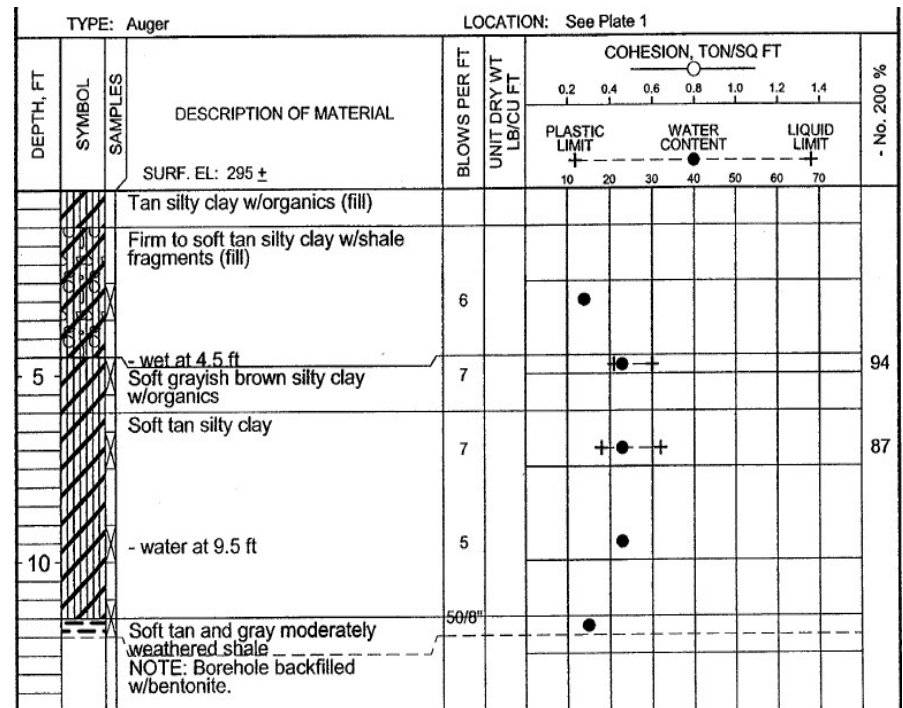 TYPE: Auger LOCATION: See Plate 1
DEPTH, FT
SYMBOL
SAMPLES
DESCRIPTION OF MATERIAL
SURF. EL: 295 ±
BLOWS PER FT
UNIT DRY WT
LB/CU FT
COHESION, TON/SQ FT
0.2 0.4 0.6 0.8 1.0 1.2 1.4
PLASTIC LIMIT
WATER CONTENT
LIQUID LIMIT
10 20 30 40 50 60 70
- No. 200 %
Tan silty clay w/organics (fill)
Firm to soft tan silty clay w/shale
fragments (fill)
6
- wet at 4.5 ft
94
5
Soft grayish brown silty clay
w/organics
7
Soft tan silty clay
7
87
- water at 9.5 ft
5
10
50/8"
Soft tan and gray moderately
weathered shale
NOTE: Borehole backfilled
w/bentonite.